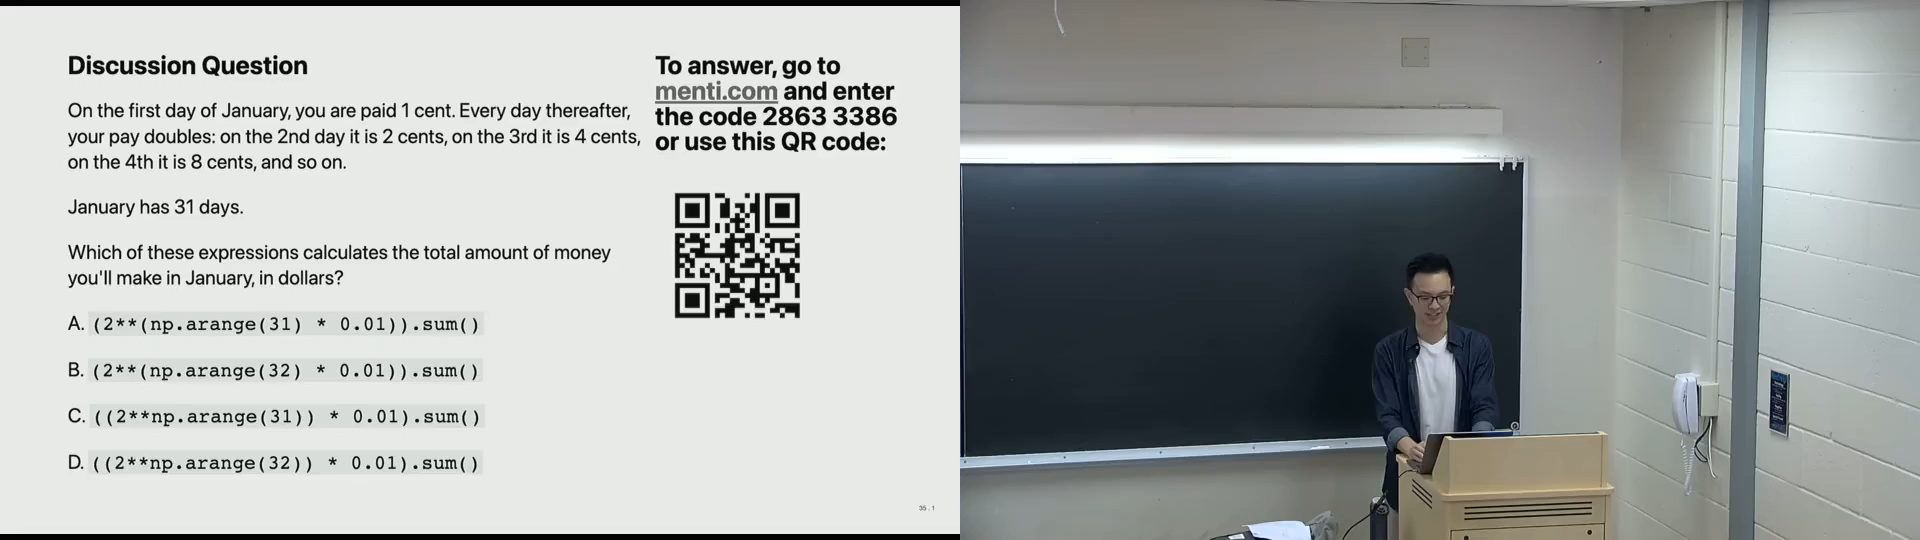 Discussion Question
On the first day of January, you are paid 1 cent. Every day thereafter,
your pay doubles: on the 2nd day it is 2 cents, on the 3rd it is 4 cents,
on the 4th it is 8 cents, and so on.
January has 31 days.
Which of these expressions calculates the total amount of money
you'll make in January, in dollars?
A. (2**(np.arange(31) * 0.01)).sum()
B. (2**(np.arange(32) * 0.01)).sum()
C. ((2**np.arange(31)) * 0.01).sum()
D. ((2**np.arange(32)) * 0.01).sum()
To answer, go to
menti.com and enter
the code 2863 3386
or use this QR code:
35 . 1